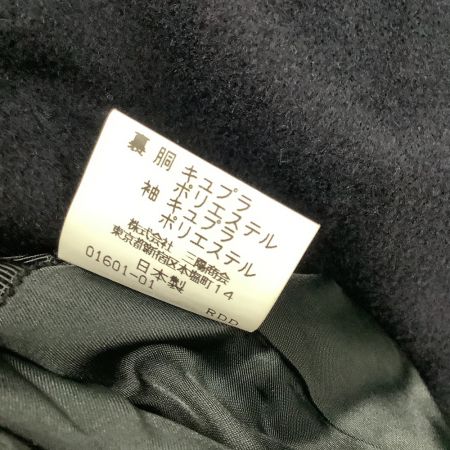 裏 胴 キュプラ
ポリエステル
袖 キュプラ
ポリエステル
株式会社 三陽商会
東京都新宿区本塩町14
01601-01 日本製
RDD